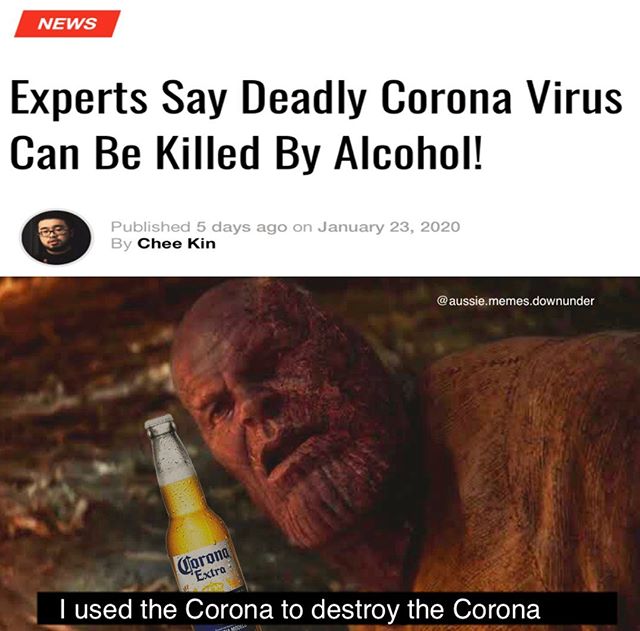 NEWS
Experts Say Deadly Corona Virus
Can Be Killed By Alcohol!
Published 5 days ago on January 23, 2020
By Chee Kin
@aussie.memes.downunder
Corona
Extra
I used the Corona to destroy the Corona